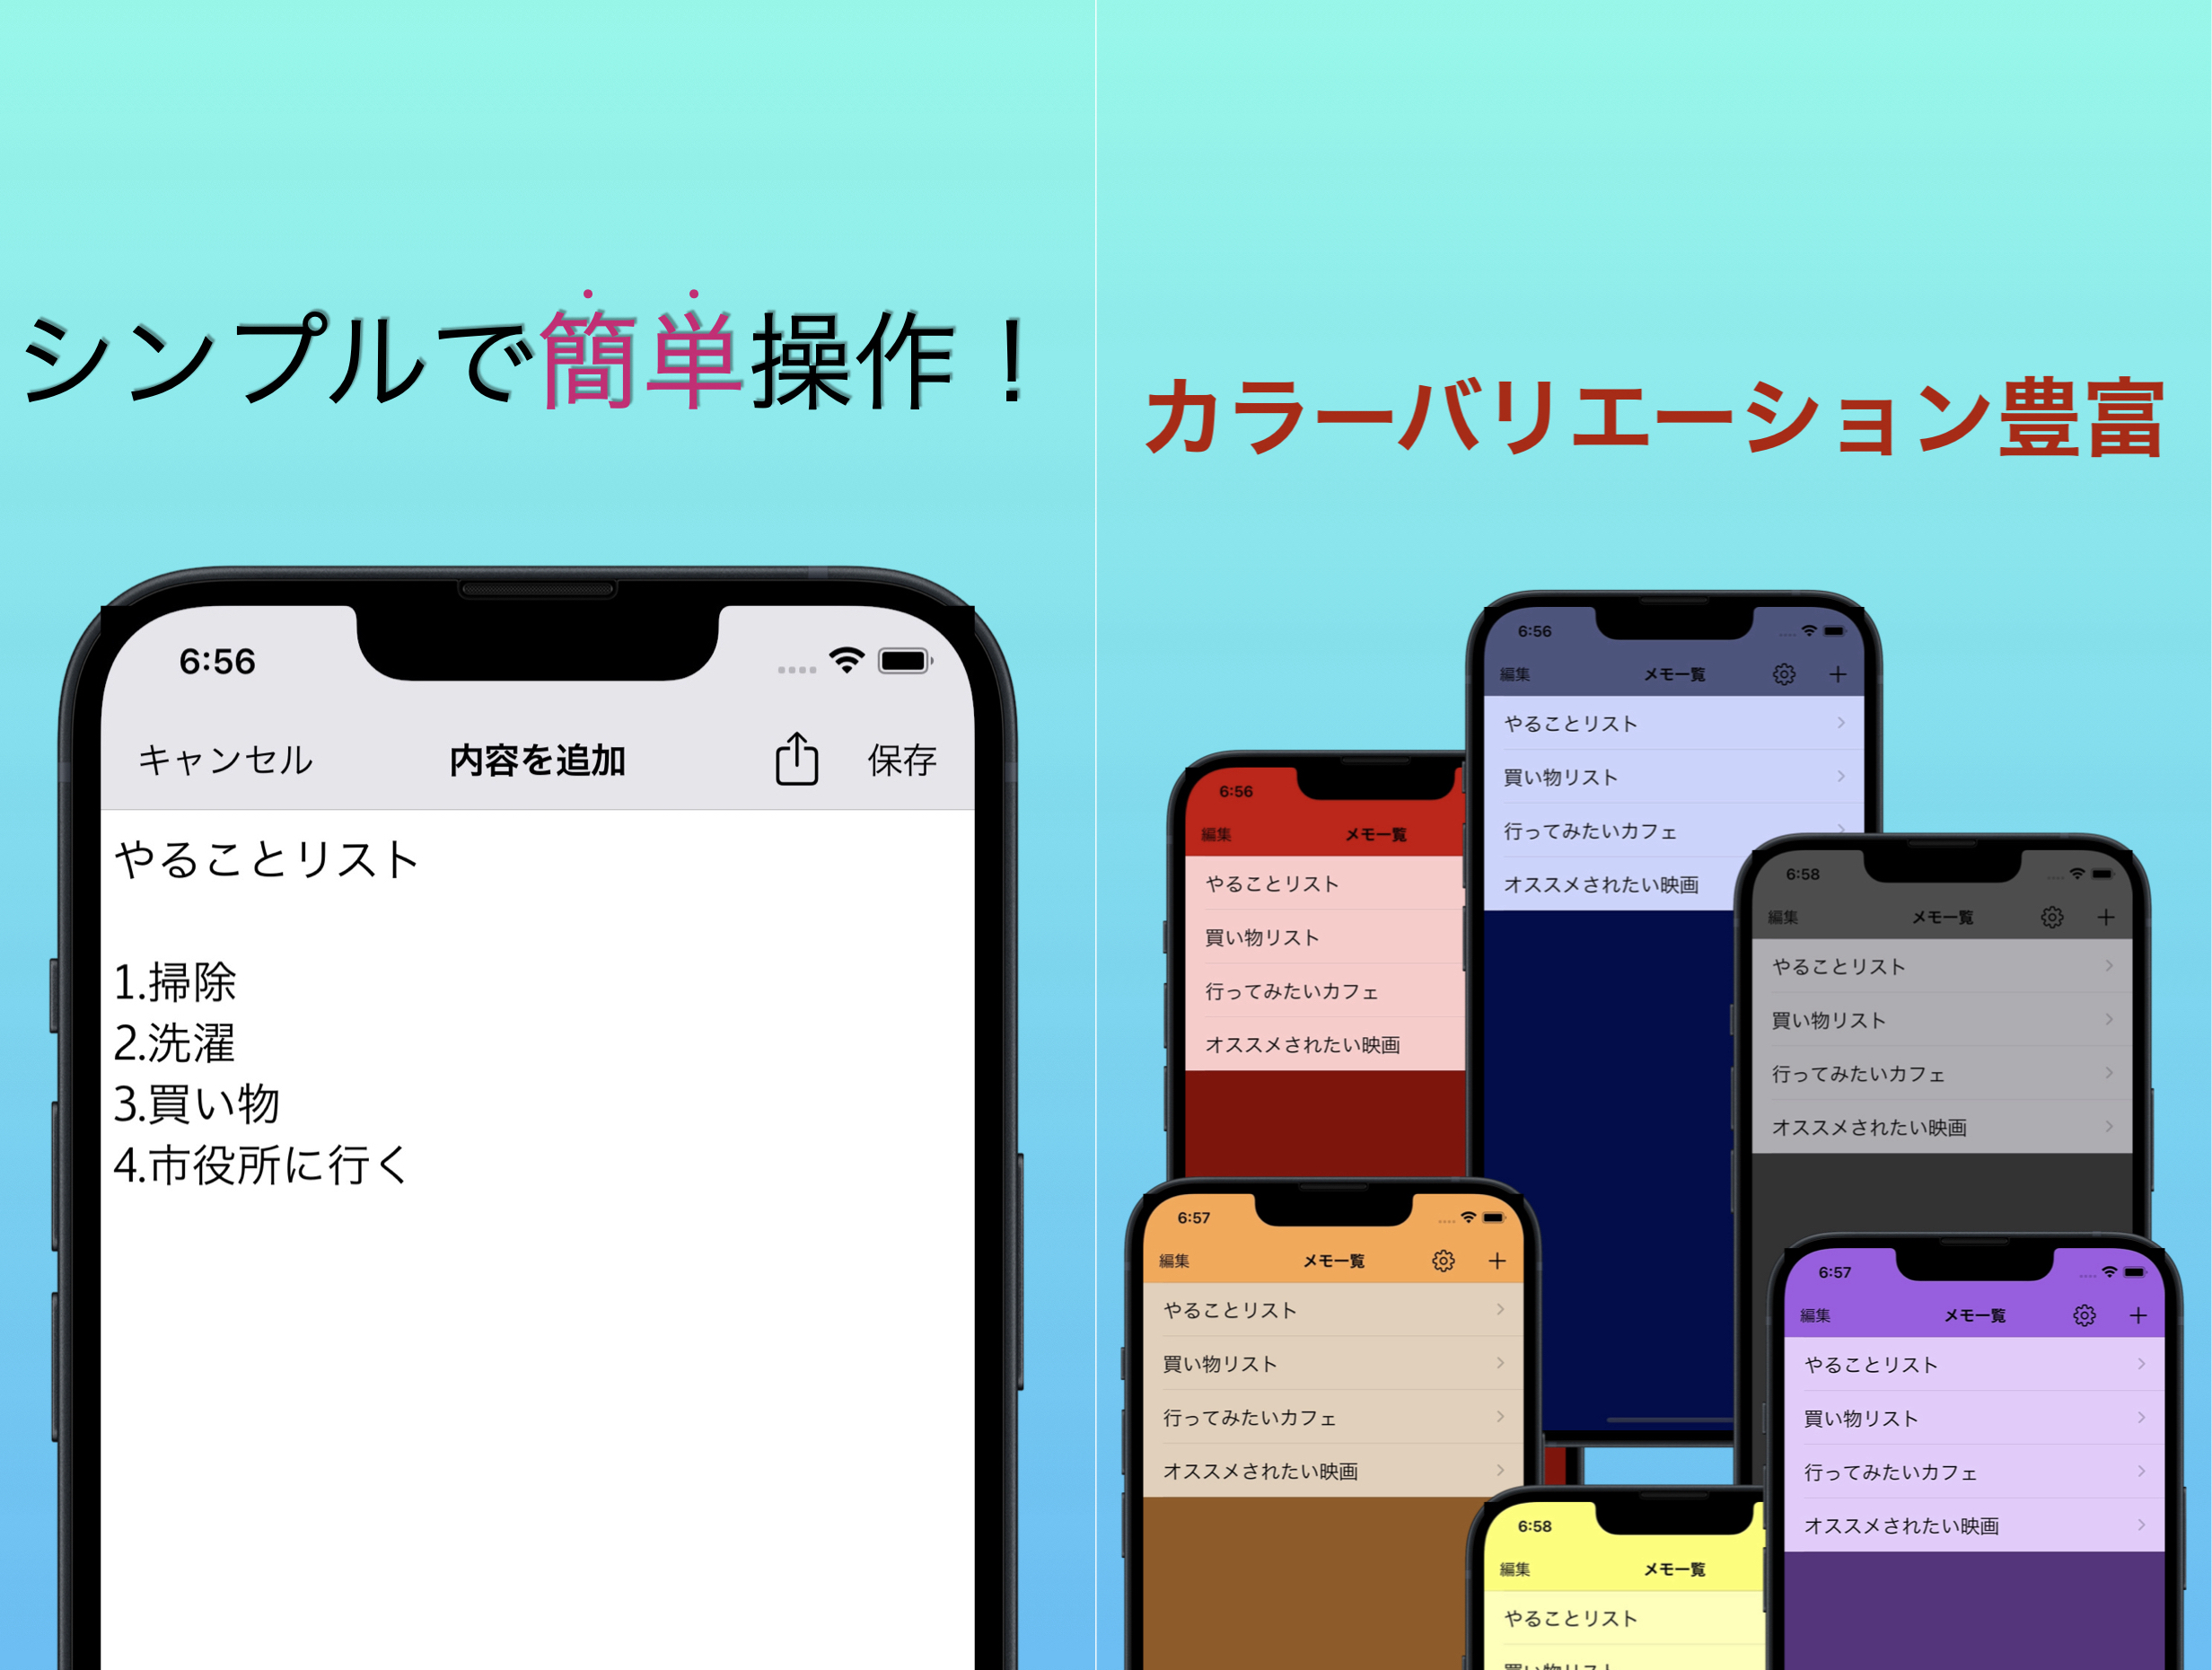 シンプルで簡単操作！
6:56
キャンセル 内容を追加 保存
やることリスト
1.掃除
2.洗濯
3.買い物
4.市役所に行く
カラーバリエーション豊富
6:56
編集 メモ一覧
やることリスト
買い物リスト
行ってみたいカフェ
オススメされたい映画
6:56
編集 メモ一覧
やることリスト
買い物リスト
行ってみたいカフェ
オススメされたい映画
6:58
編集 メモ一覧
やることリスト
買い物リスト
行ってみたいカフェ
オススメされたい映画
6:57
編集 メモ一覧
やることリスト
買い物リスト
行ってみたいカフェ
オススメされたい映画
6:57
編集 メモ一覧
やることリスト
買い物リスト
行ってみたいカフェ
オススメされたい映画
6:58
編集 メモ一覧
やることリスト